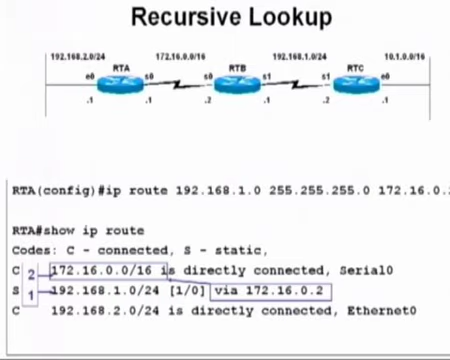 Recursive Lookup
192.168.2.0/24 172.16.0.0/16 192.168.1.0/24 10.1.0.0/16
RTA RTB RTC
e0 s0 s0 s1 s1 e0
.1 .1 .2 .1 .2 .1
RTA(config)#ip route 192.168.1.0 255.255.255.0 172.16.0.
RTA#show ip route
Codes: C - connected, S - static,
C 2 172.16.0.0/16 is directly connected, Serial0
S 1 192.168.1.0/24 [1/0] via 172.16.0.2
C 192.168.2.0/24 is directly connected, Ethernet0